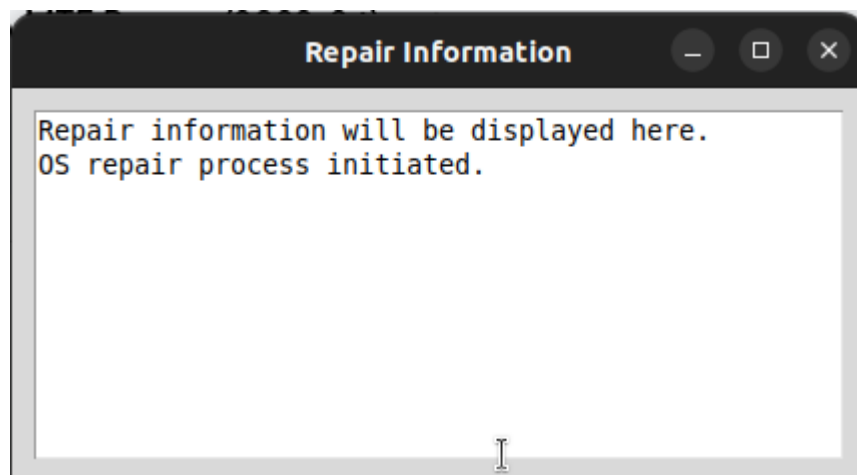 Repair Information
Repair information will be displayed here.
OS repair process initiated.